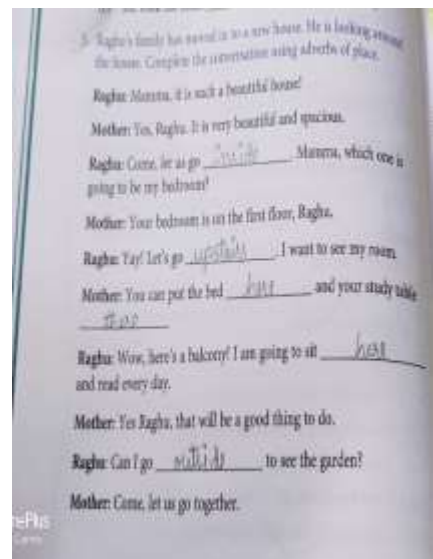 3. Raghu's family has moved in to a new house. He is looking around
the house. Complete the conversation using adverbs of place.
Raghu: Mamma, it is such a beautiful house!
Mother: Yes, Raghu. It is very beautiful and spacious.
Raghu: Come, let us go inside. Mamma, which one is
going to be my bedroom?
Mother: Your bedroom is on the first floor, Raghu.
Raghu: Yay! Let's go upstairs. I want to see my room.
Mother: You can put the bed here and your study table
there
Raghu: Wow, here's a balcony! I am going to sit here
and read every day.
Mother: Yes Raghu, that will be a good thing to do.
Raghu: Can I go outside to see the garden?
Mother: Come, let us go together.